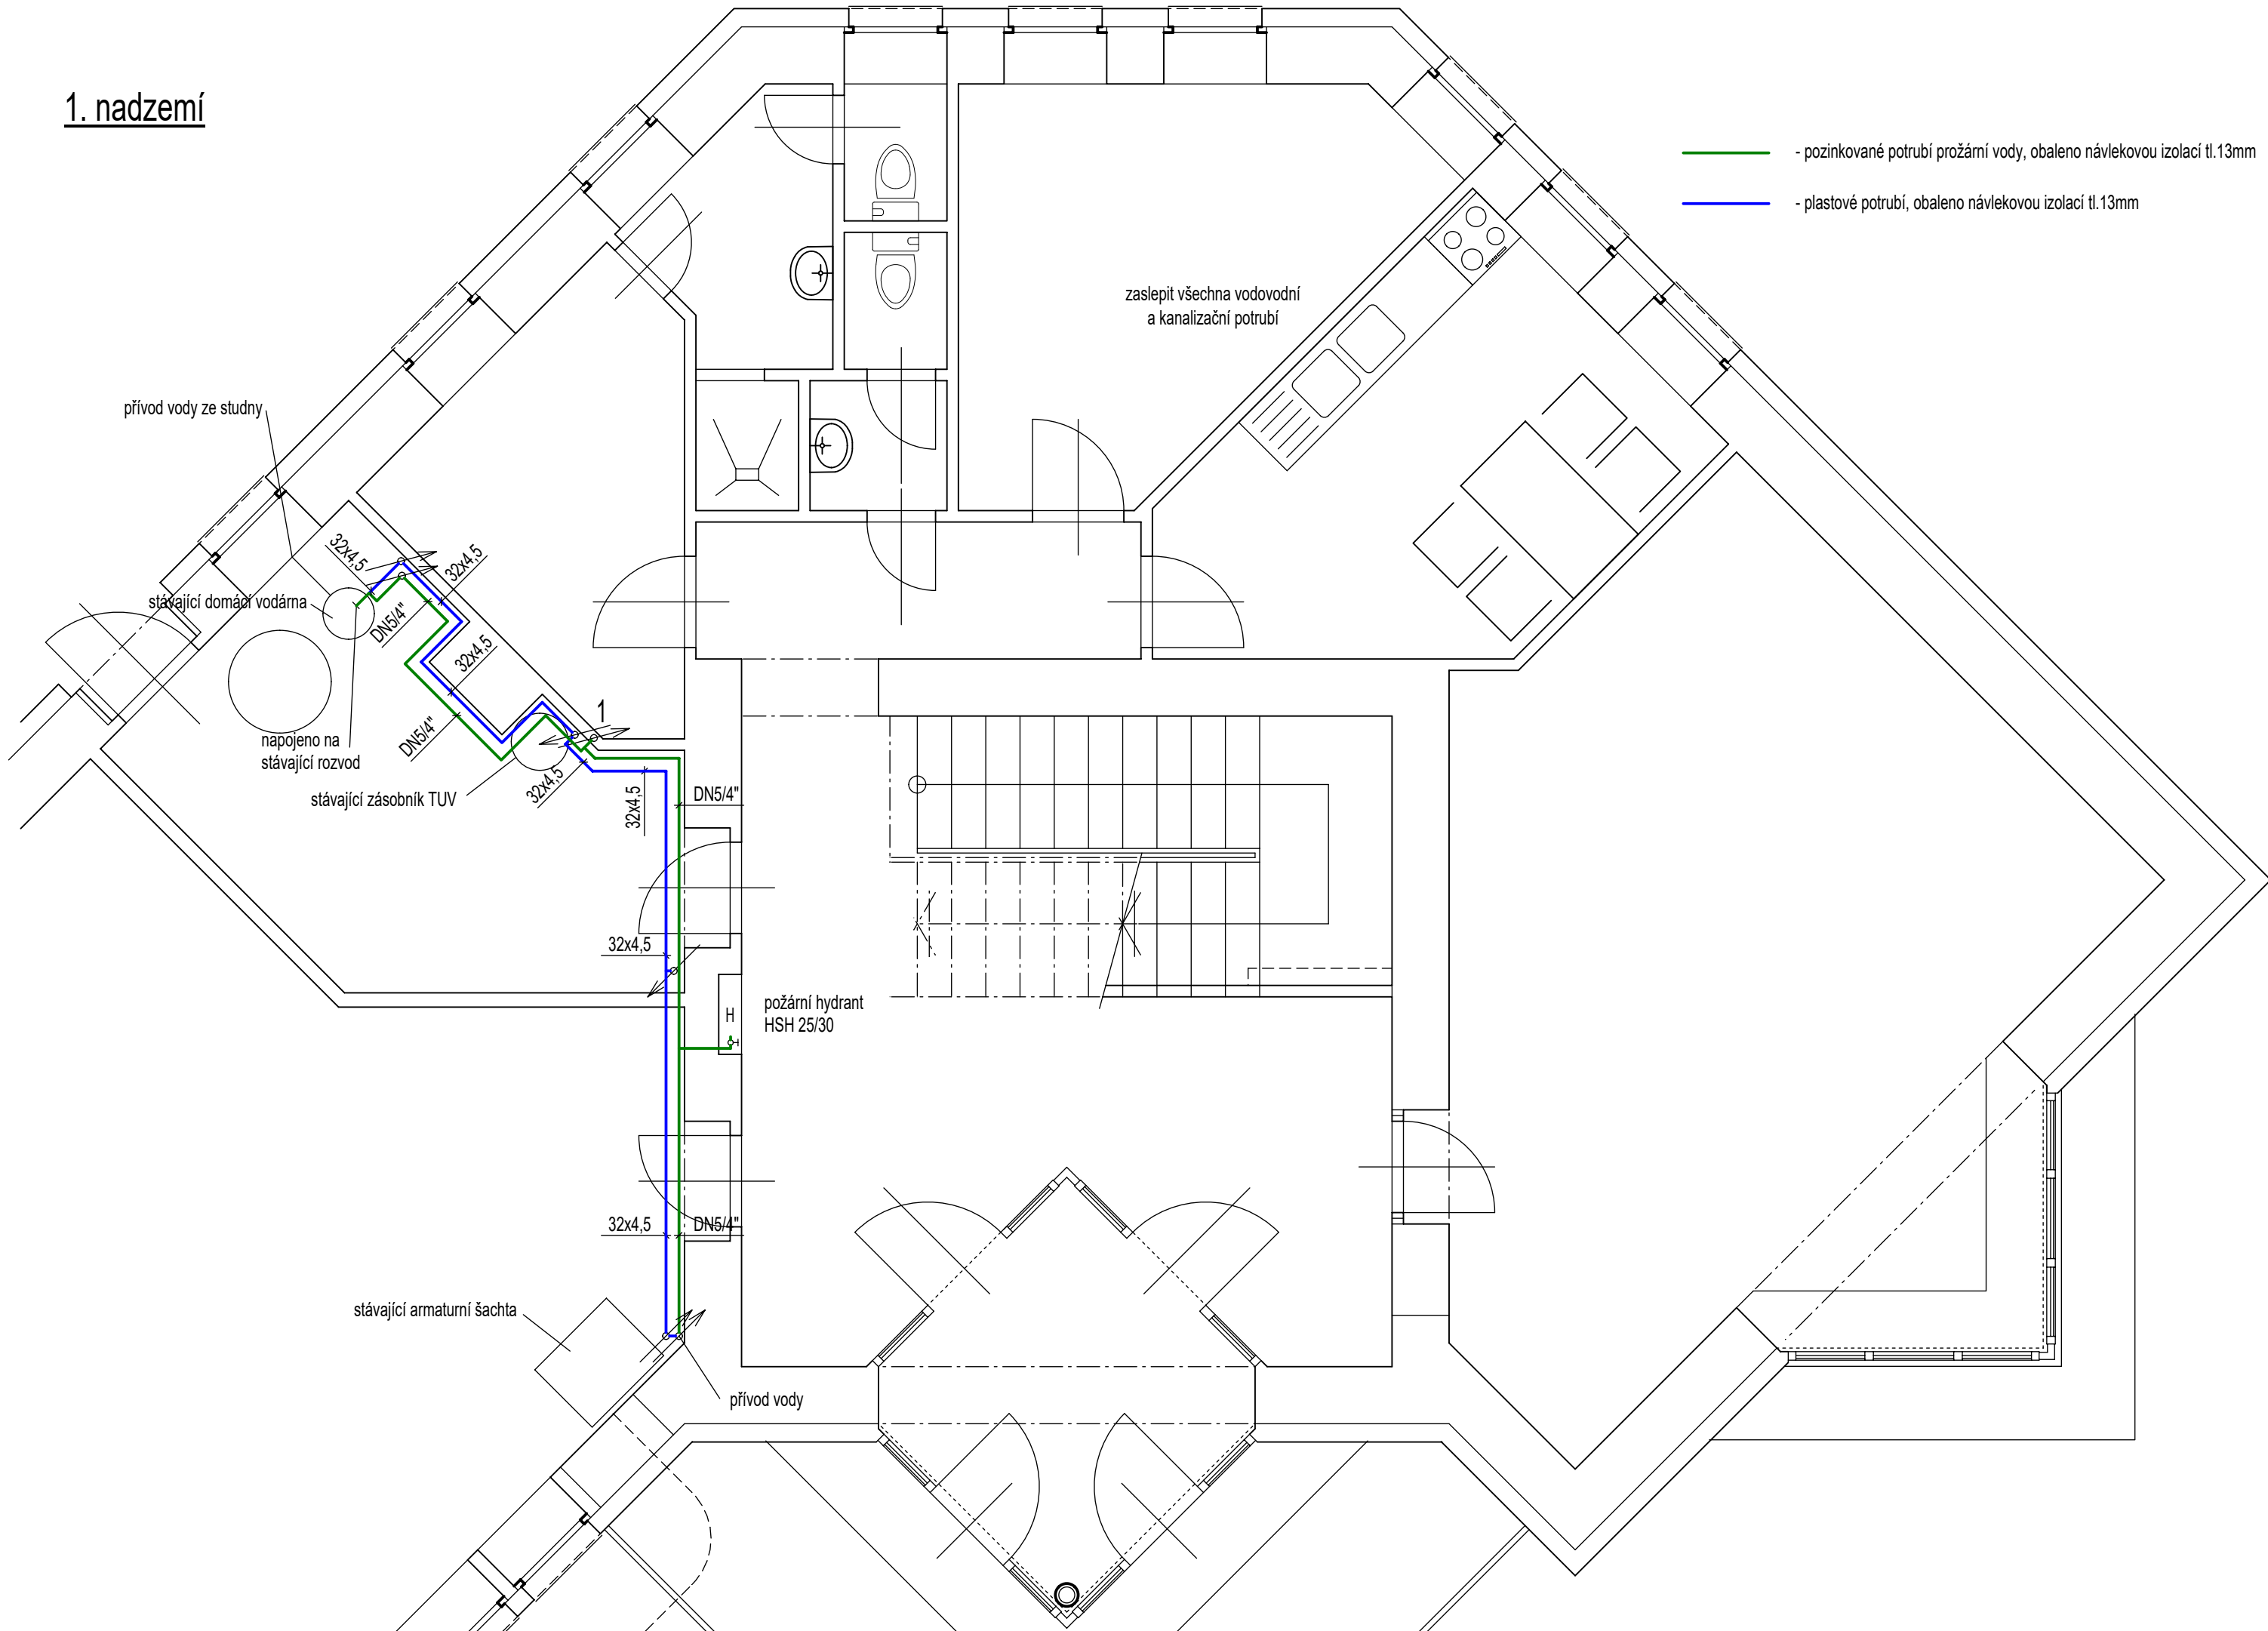 1. nadzemí
- pozinkované potrubí prožární vody, obaleno návlekovou izolací tl.13mm
- plastové potrubí, obaleno návlekovou izolací tl.13mm
zaslepit všechna vodovodní
a kanalizační potrubí
přívod vody ze studny
32x4,5
32x4,5
stávající domácí vodárna
DN5/4"
32x4,5
1
DN5/4"
napojeno na
stávající rozvod
stávající zásobník TUV
32x4,5
32x4,5
DN5/4"
32x4,5
H
požární hydrant
HSH 25/30
32x4,5
DN5/4"
stávající armaturní šachta
přívod vody